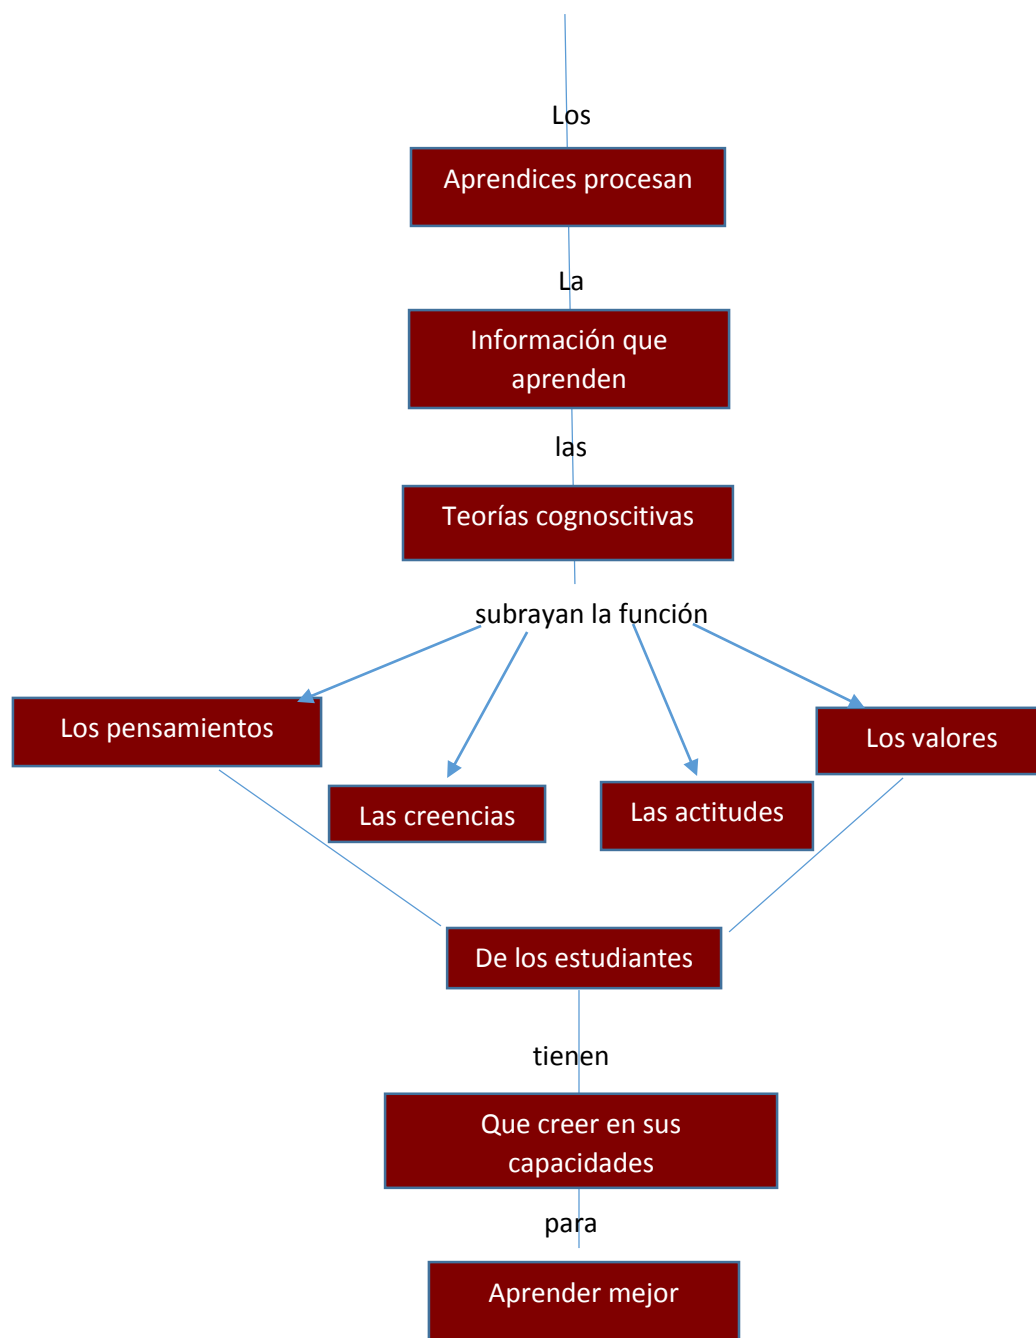 Los
Aprendices procesan
La
Información que
aprenden
las
Teorías cognoscitivas
subrayan la función
Los pensamientos
Los valores
Las creencias
Las actitudes
De los estudiantes
tienen
Que creer en sus
capacidades
para
Aprender mejor